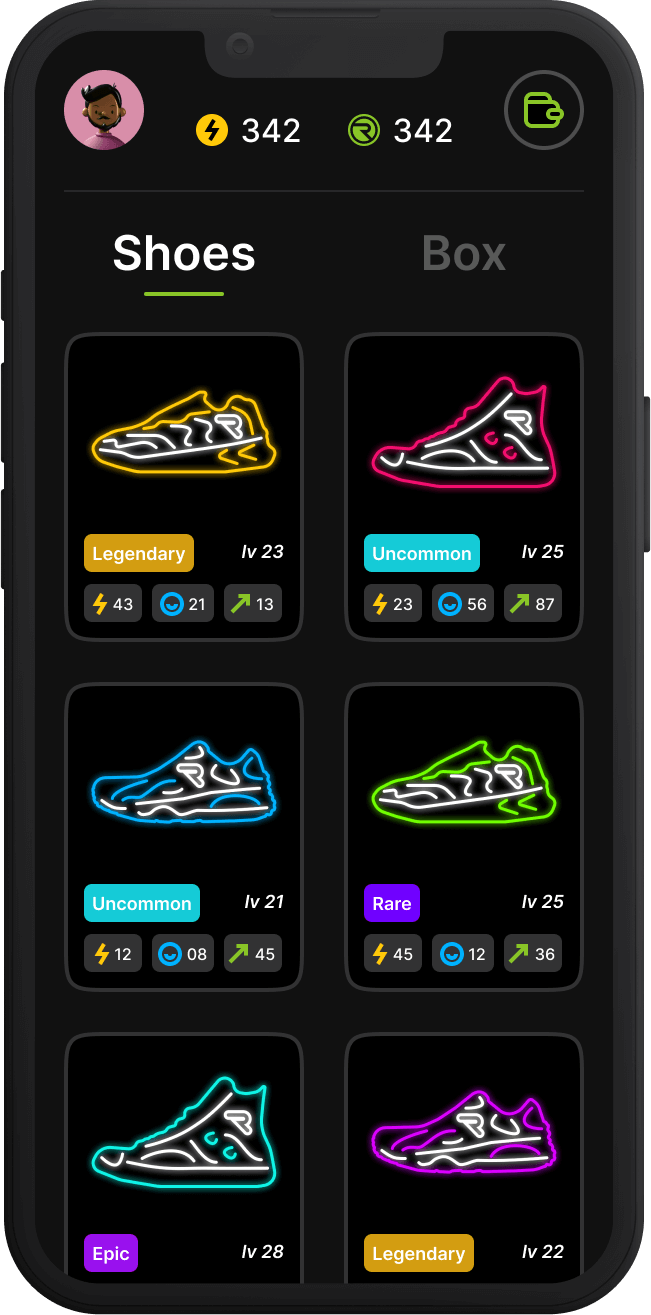 342 342
Shoes Box
Legendary lv 23
43 21 13
Uncommon lv 25
23 56 87
Uncommon lv 21
12 08 45
Rare lv 25
45 12 36
Epic lv 28
Legendary lv 22